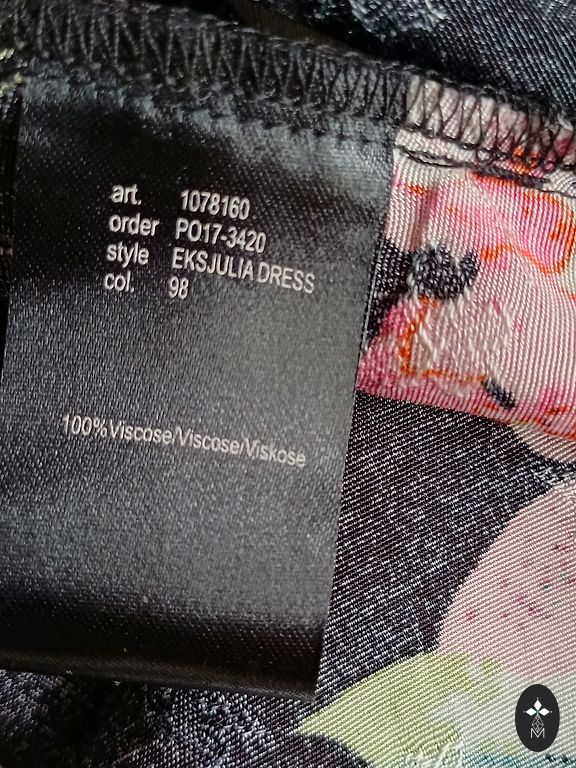 art. 1078160
order PO17-3420
style EKSJULIA DRESS
col. 98
100%Viscose/Viscose/Viskose
M